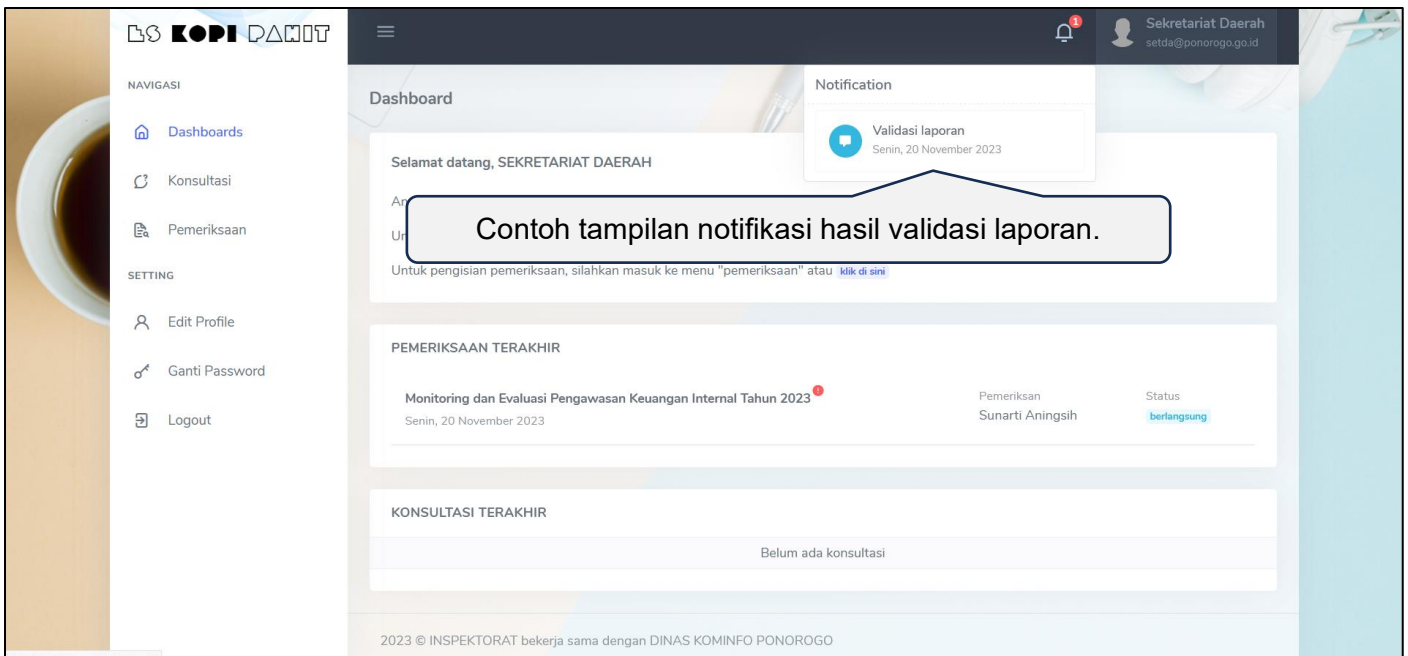 LS KOPI PAHIT
1
Sekretariat Daerah
setda@ponorogo.go.id
NAVIGASI
Dashboards
Konsultasi
Pemeriksaan
SETTING
Edit Profile
Ganti Password
Logout
Dashboard
Notification
Validasi laporan
Senin, 20 November 2023
Selamat datang, SEKRETARIAT DAERAH
Contoh tampilan notifikasi hasil validasi laporan.
Untuk pengisian pemeriksaan, silahkan masuk ke menu "pemeriksaan" atau klik di sini
PEMERIKSAAN TERAKHIR
Monitoring dan Evaluasi Pengawasan Keuangan Internal Tahun 2023
Senin, 20 November 2023
Pemeriksan
Sunarti Aningsih
Status
berlangsung
KONSULTASI TERAKHIR
Belum ada konsultasi
2023 © INSPEKTORAT bekerja sama dengan DINAS KOMINFO PONOROGO